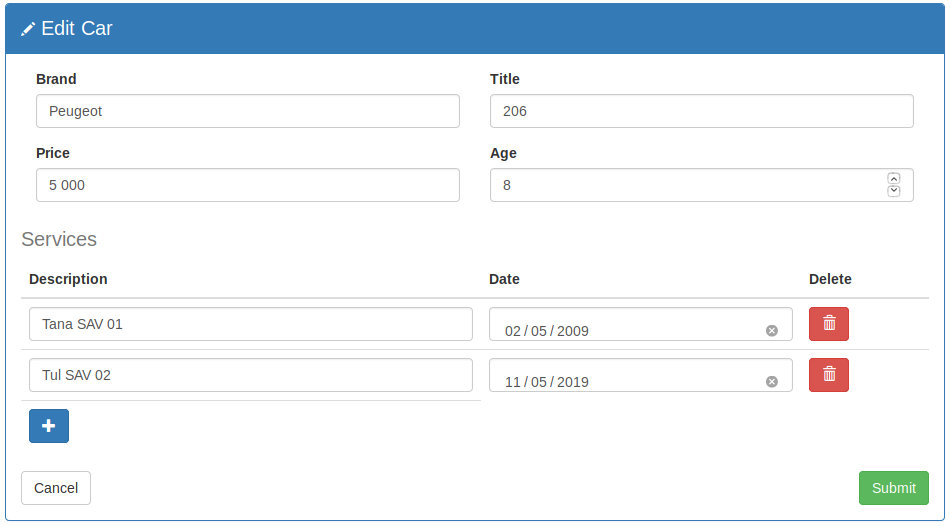 Edit Car
Brand Title
Peugeot 206
Price Age
5 000 8
Services
Description Date Delete
Tana SAV 01 02 / 05 / 2009
Tul SAV 02 11 / 05 / 2019
Cancel Submit